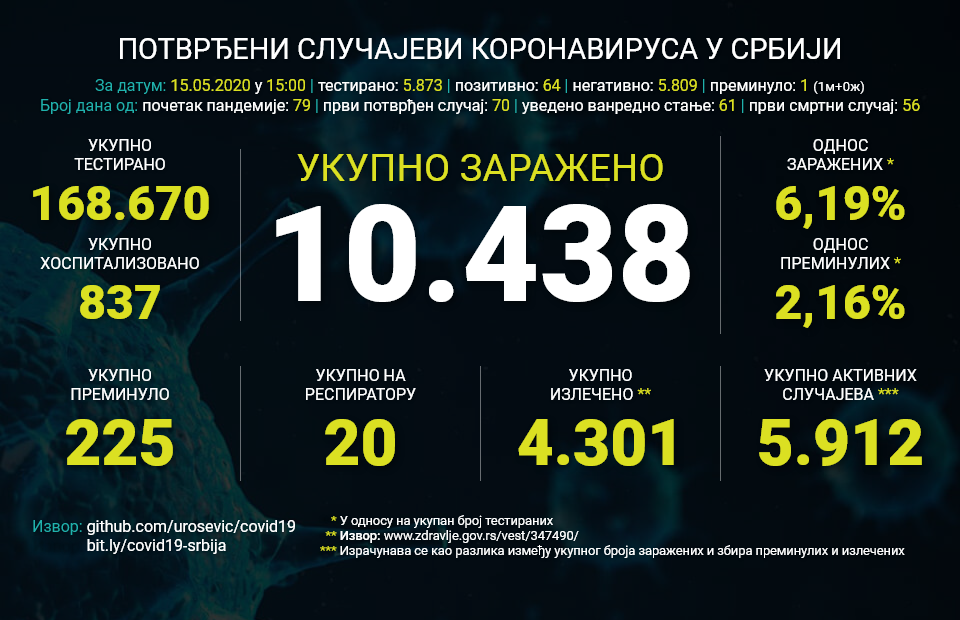 ПОТВРЂЕНИ СЛУЧАЈЕВИ КОРОНАВИРУСА У СРБИЈИ
За датум: 15.05.2020 у 15:00 | тестирано: 5.873 | позитивно: 64 | негативно: 5.809 | преминуло: 1 (1м+0ж)
Број дана од: почетак пандемије: 79 | први потврђен случај: 70 | уведено ванредно стање: 61 | први смртни случај: 56
УКУПНО
ТЕСТИРАНО
168.670
УКУПНО
ХОСПИТАЛИЗОВАНО
837
УКУПНО ЗАРАЖЕНО
10.438
ОДНОС
ЗАРАЖЕНИХ *
6,19%
ОДНОС
ПРЕМИНУЛИХ *
2,16%
УКУПНО
ПРЕМИНУЛО
225
УКУПНО НА
РЕСПИРАТОРУ
20
УКУПНО
ИЗЛЕЧЕНО **
4.301
УКУПНО АКТИВНИХ
СЛУЧАЈЕВА ***
5.912
Извор: github.com/urosevic/covid19
bit.ly/covid19-srbija
* У односу на укупан број тестираних
** Извор: www.zdravlje.gov.rs/vest/347490/
*** Израчунава се као разлика између укупног броја заражених и збира преминулих и излечених